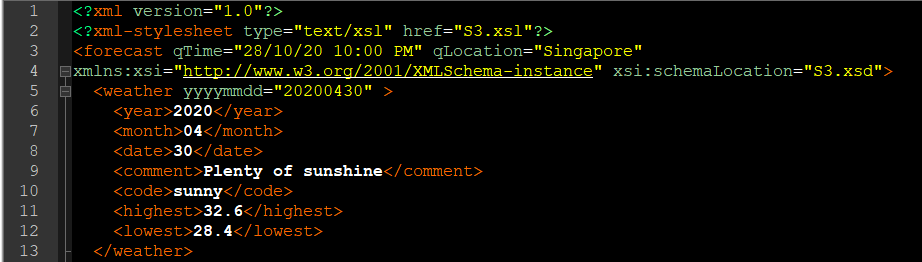 1 <?xml version="1.0"?>
2 <?xml-stylesheet type="text/xsl" href="S3.xsl"?>
3 <forecast qTime="28/10/20 10:00 PM" qLocation="Singapore"
4 xmlns:xsi="http://www.w3.org/2001/XMLSchema-instance" xsi:schemaLocation="S3.xsd">
5 <weather yyyymmdd="20200430" >
6 <year>2020</year>
7 <month>04</month>
8 <date>30</date>
9 <comment>Plenty of sunshine</comment>
10 <code>sunny</code>
11 <highest>32.6</highest>
12 <lowest>28.4</lowest>
13 </weather>